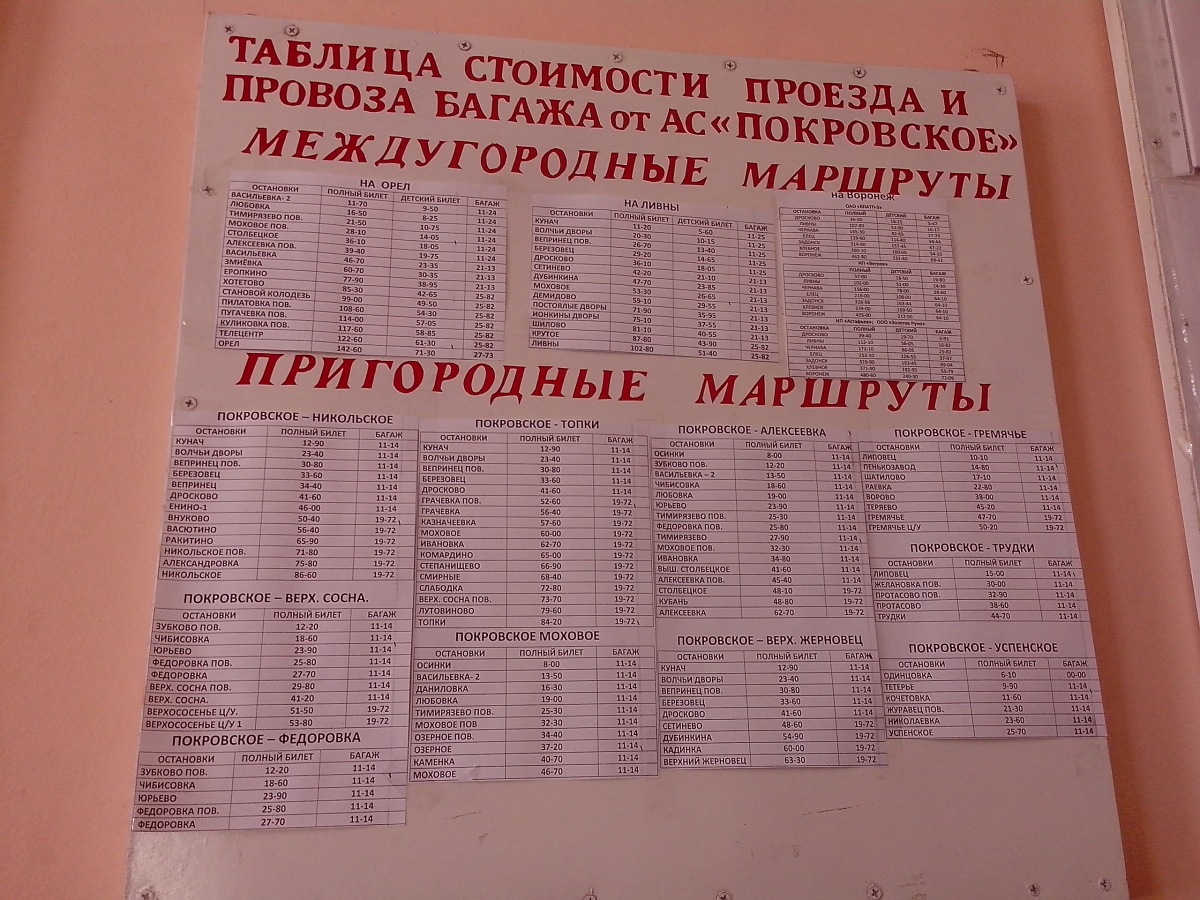 ТАБЛИЦА СТОИМОСТИ ПРОЕЗДА И
ПРОВОЗА БАГАЖА от АС «ПОКРОВСКОЕ»
МЕЖДУГОРОДНЫЕ МАРШРУТЫ
НА ОРЕЛ
ОСТАНОВКИ ПОЛНЫЙ БИЛЕТ ДЕТСКИЙ БИЛЕТ БАГАЖ
ВАСИЛЬЕВКА- 2 11-70 9-50 11-24
ЛЮБОВКА 16-50 8-25 11-24
ТИМИРЯЗЕВО ПОВ. 21-50 10-75 11-24
МОХОВОЕ ПОВ. 28-10 14-05 11-24
СТОЛБЕЦКОЕ 36-10 18-05 11-24
АЛЕКСЕЕВКА ПОВ. 39-40 19-75 11-24
ВАСИЛЬЕВКА 46-70 23-35 21-13
ЗМИЁВКА 60-70 30-35 21-13
ЕРОПКИНО 77-90 38-95 21-13
ХОТЕТОВО 85-30 42-65 25-82
СТАНОВОЙ КОЛОДЕЗЬ 99-00 49-50 25-82
ПИЛАТОВКА ПОВ. 108-60 54-30 25-82
ПУГАЧЕВКА ПОВ. 114-00 57-05 25-82
КУЛИКОВКА ПОВ. 117-60 58-85 25-82
ТЕЛЕЦЕНТР 122-60 61-30 25-82
ОРЕЛ 142-60 71-30 27-73
НА ЛИВНЫ
ОСТАНОВКИ ПОЛНЫЙ БИЛЕТ ДЕТСКИЙ БИЛЕТ БАГАЖ
КУНАЧ 11-20 5-60 11-25
ВОЛЧЬИ ДВОРЫ 20-30 10-15 11-25
ВЕПРИНЕЦ ПОВ. 26-70 13-40 11-25
БЕРЕЗОВЕЦ 29-20 14-65 11-25
ДРОСКОВО 36-10 18-05 11-25
СЕТИНЕВО 42-20 21-10 11-25
ДУБИНКИНА 47-70 23-85 21-13
МОХОВОЕ 53-30 26-65 21-13
ДЕМИДОВО 59-10 29-55 21-13
ПОСТОЯЛЫЕ ДВОРЫ 71-90 35-95 21-13
ИОНКИНЫ ДВОРЫ 75-10 37-55 21-13
ШИЛОВО 81-10 40-55 21-13
КРУТОЕ 87-80 43-90 25-82
ЛИВНЫ 102-80 51-40 25-82
на Воронеж
ОСТАНОВКА ПОЛНЫЙ ДЕТСКИЙ БАГАЖ
ДРОСКОВО
ЛИВНЫ
ЧЕРНАВА
ЕЛЕЦ
ЗАДОНСК
ХЛЕВНОЕ
ВОРОНЕЖ
ПОЛНЫЙ ДЕТСКИЙ БАГАЖ
ДРОСКОВО
ЛИВНЫ
ЧЕРНАВА
ЕЛЕЦ
ЗАДОНСК
ХЛЕВНОЕ
ВОРОНЕЖ
ПОЛНЫЙ ДЕТСКИЙ БАГАЖ
ДРОСКОВО
ЛИВНЫ
ЧЕРНАВА
ЕЛЕЦ
ЗАДОНСК
ХЛЕВНОЕ
ВОРОНЕЖ
ПРИГОРОДНЫЕ МАРШРУТЫ
ПОКРОВСКОЕ – НИКОЛЬСКОЕ
ОСТАНОВКИ ПОЛНЫЙ БИЛЕТ БАГАЖ
КУНАЧ 12-90 11-14
ВОЛЧЬИ ДВОРЫ 23-40 11-14
ВЕПРИНЕЦ ПОВ. 30-80 11-14
БЕРЕЗОВЕЦ 33-60 11-14
ВЕПРИНЕЦ 34-40 11-14
ДРОСКОВО 41-60 11-14
ЕНИНО-1 46-00 11-14
ВНУКОВО 50-40 19-72
ВАСЮТИНО 56-40 19-72
РАКИТИНО 65-90 19-72
НИКОЛЬСКОЕ ПОВ. 71-80 19-72
АЛЕКСАНДРОВКА 75-80 19-72
НИКОЛЬСКОЕ 86-60 19-72
ПОКРОВСКОЕ – ВЕРХ. СОСНА.
ОСТАНОВКИ ПОЛНЫЙ БИЛЕТ БАГАЖ
ЗУБКОВО ПОВ. 12-20 11-14
ЧИБИСОВКА 18-60 11-14
ЮРЬЕВО 23-90 11-14
ФЕДОРОВКА ПОВ. 25-80 11-14
ФЕДОРОВКА 27-70 11-14
ВЕРХ. СОСНА ПОВ. 29-80 11-14
ВЕРХ. СОСНА. 41-20 11-14
ВЕРХОСОСЕНЬЕ Ц/У. 51-50 19-72
ВЕРХОСОСЕНЬЕ Ц/У 1 53-80 19-72
ПОКРОВСКОЕ – ФЕДОРОВКА
ОСТАНОВКИ ПОЛНЫЙ БИЛЕТ БАГАЖ
ЗУБКОВО ПОВ. 12-20 11-14
ЧИБИСОВКА 18-60 11-14
ЮРЬЕВО 23-90 11-14
ФЕДОРОВКА ПОВ. 25-80 11-14
ФЕДОРОВКА 27-70 11-14
ПОКРОВСКОЕ - ТОПКИ
ОСТАНОВКИ ПОЛНЫЙ БИЛЕТ БАГАЖ
КУНАЧ 12-90 11-14
ВОЛЧЬИ ДВОРЫ 23-40 11-14
ВЕПРИНЕЦ ПОВ. 30-80 11-14
БЕРЕЗОВЕЦ 33-60 11-14
ДРОСКОВО 41-60 11-14
ГРАЧЕВКА ПОВ. 52-60 19-72
ГРАЧЕВКА 56-40 19-72
КАЗНАЧЕЕВКА 57-60 19-72
МОХОВОЕ 60-00 19-72
ИВАНОВКА 62-70 19-72
КОМАРДИНО 65-00 19-72
СТЕПАНИЩЕВО 66-90 19-72
СМИРНЫЕ 68-40 19-72
СЛАБОДКА 72-80 19-72
ВЕРХ. СОСНА ПОВ. 73-70 19-72
ЛУТОВИНОВО 79-60 19-72
ТОПКИ 84-20 19-72
ПОКРОВСКОЕ МОХОВОЕ
ОСТАНОВКИ ПОЛНЫЙ БИЛЕТ БАГАЖ
ОСИНКИ 8-00 11-14
ВАСИЛЬЕВКА- 2 13-50 11-14
ДАНИЛОВКА 16-30 11-14
ЛЮБОВКА 19-00 11-14
ТИМИРЯЗЕВО ПОВ. 25-30 11-14
МОХОВОЕ ПОВ 32-30 11-14
ОЗЕРНОЕ ПОВ. 34-40 11-14
ОЗЕРНОЕ 37-20 11-14
КАМЕНКА 40-70 11-14
МОХОВОЕ 46-70 11-14
ПОКРОВСКОЕ - АЛЕКСЕЕВКА
ОСТАНОВКИ ПОЛНЫЙ БИЛЕТ БАГАЖ
ОСИНКИ 8-00 11-14
ЗУБКОВО ПОВ. 12-20 11-14
ВАСИЛЬЕВКА – 2 13-50 11-14
ЧИБИСОВКА 18-60 11-14
ЛЮБОВКА 19-00 11-14
ЮРЬЕВО 23-90 11-14
ТИМИРЯЗЕВО ПОВ. 25-30 11-14
ФЕДОРОВКА ПОВ. 25-80 11-14
ТИМИРЯЗЕВО 27-90 11-14
МОХОВОЕ ПОВ. 32-30 11-14
ИВАНОВКА 34-80 11-14
ВЫШ. СТОЛБЕЦКОЕ 41-60 11-14
АЛЕКСЕЕВКА ПОВ. 45-40 11-14
СТОЛБЕЦКОЕ 48-10 19-72
КУБАНЬ 48-80 19-72
АЛЕКСЕЕВКА 62-70 19-72
ПОКРОВСКОЕ – ВЕРХ. ЖЕРНОВЕЦ
ОСТАНОВКИ ПОЛНЫЙ БИЛЕТ БАГАЖ
КУНАЧ 12-90 11-14
ВОЛЧЬИ ДВОРЫ 23-40 11-14
ВЕПРИНЕЦ ПОВ. 30-80 11-14
БЕРЕЗОВЕЦ 33-60 11-14
ДРОСКОВО 41-60 11-14
СЕТИНЕВО 48-60 19-72
ДУБИНКИНА 54-90 19-72
КАДИНКА 60-00 19-72
ВЕРХНИЙ ЖЕРНОВЕЦ 63-30 19-72
ПОКРОВСКОЕ - ГРЕМЯЧЬЕ
ОСТАНОВКИ ПОЛНЫЙ БИЛЕТ БАГАЖ
ЛИПОВЕЦ 10-10 11-14
ПЕНЬКОЗАВОД 14-80 11-14
ШАТИЛОВО 17-10 11-14
РАЕВКА 22-80 11-14
ВОРОВО 38-00 11-14
ТЕРЯЕВО 45-20 11-14
ГРЕМЯЧЬЕ 47-70 19-72
ГРЕМЯЧЬЕ Ц/У 50-20 19-72
ПОКРОВСКОЕ - ТРУДКИ
ОСТАНОВКИ ПОЛНЫЙ БИЛЕТ БАГАЖ
ЛИПОВЕЦ 15-00 11-14
ЖЕЛАНОВКА ПОВ. 30-00 11-14
ПРОТАСОВО ПОВ. 32-90 11-14
ПРОТАСОВО 38-60 11-14
ТРУДКИ 44-70 11-14
ПОКРОВСКОЕ - УСПЕНСКОЕ
ОСТАНОВКИ ПОЛНЫЙ БИЛЕТ БАГАЖ
ОДИНЦОВКА 6-10 00-00
ТЕТЕРЬЕ 9-90 11-14
КОЧЕТОВКА 11-60 11-14
ЖУРАВЕЦ ПОВ. 21-30 11-14
НИКОЛАЕВКА 23-60 11-14
УСПЕНСКОЕ 25-70 11-14